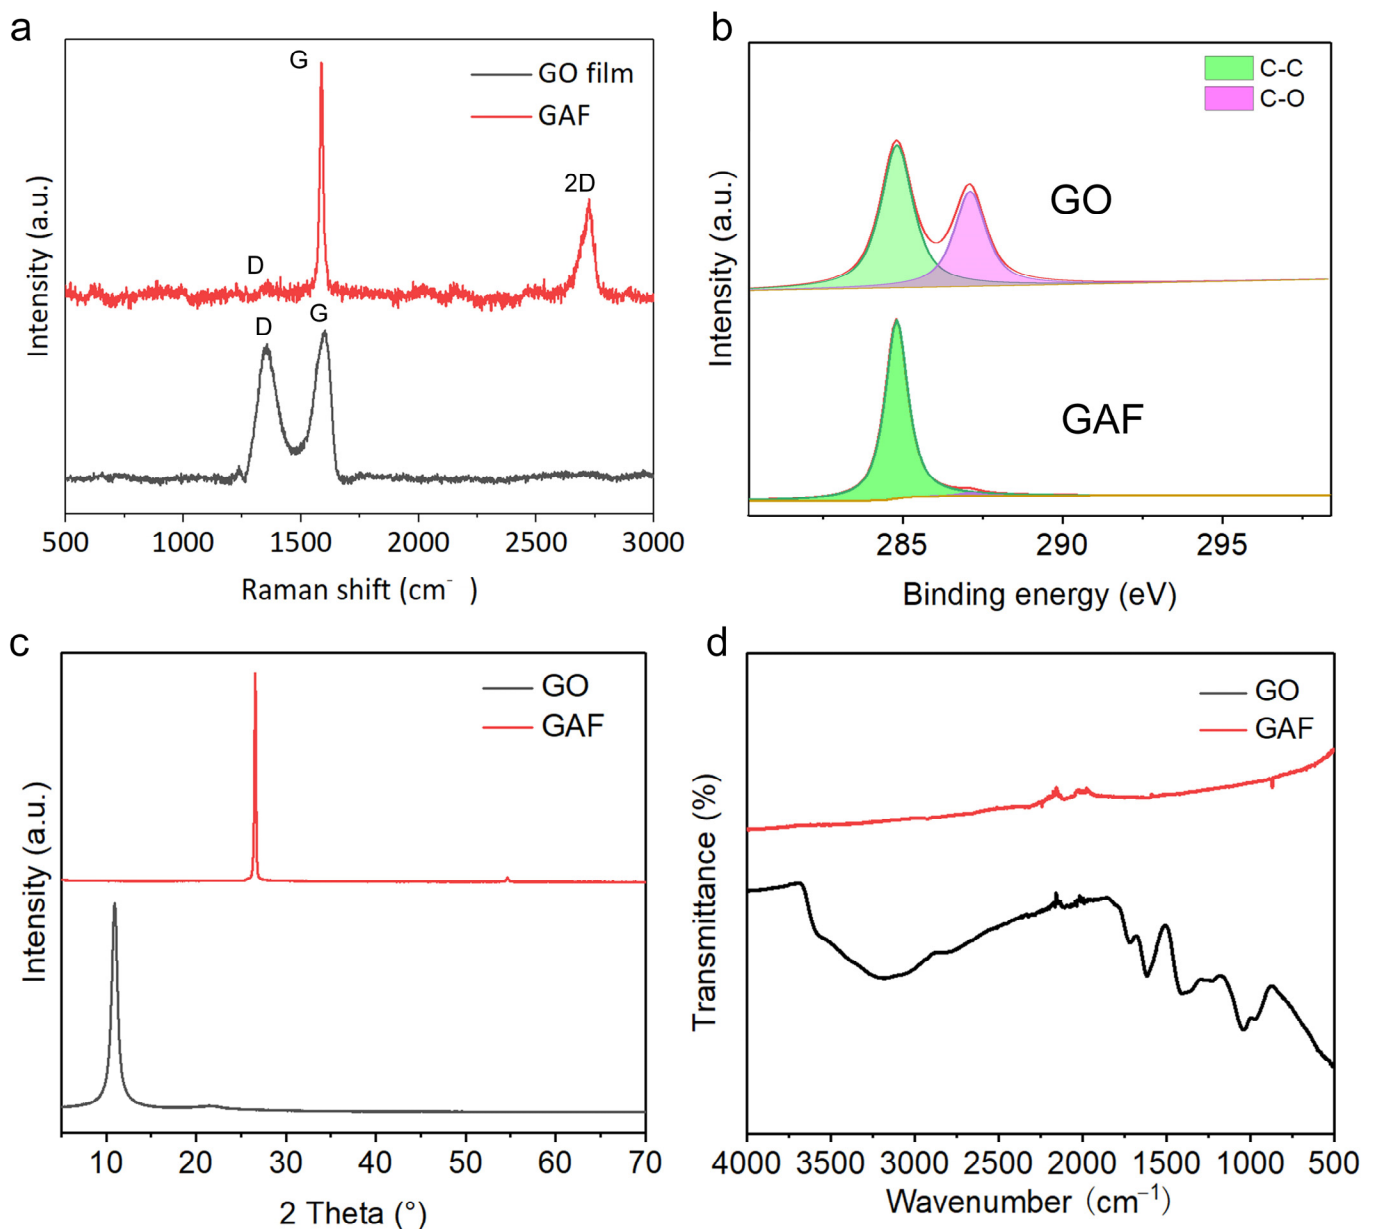 a
G
GO film
GAF
2D
D
D
G
Intensity (a.u.)
500 1000 1500 2000 2500 3000
Raman shift (cm⁻ )
b
C-C
C-O
GO
GAF
Intensity (a.u.)
285 290 295
Binding energy (eV)
c
GO
GAF
Intensity (a.u.)
10 20 30 40 50 60 70
2 Theta (°)
d
GO
GAF
Transmittance (%)
4000 3500 3000 2500 2000 1500 1000 500
Wavenumber (cm⁻¹)